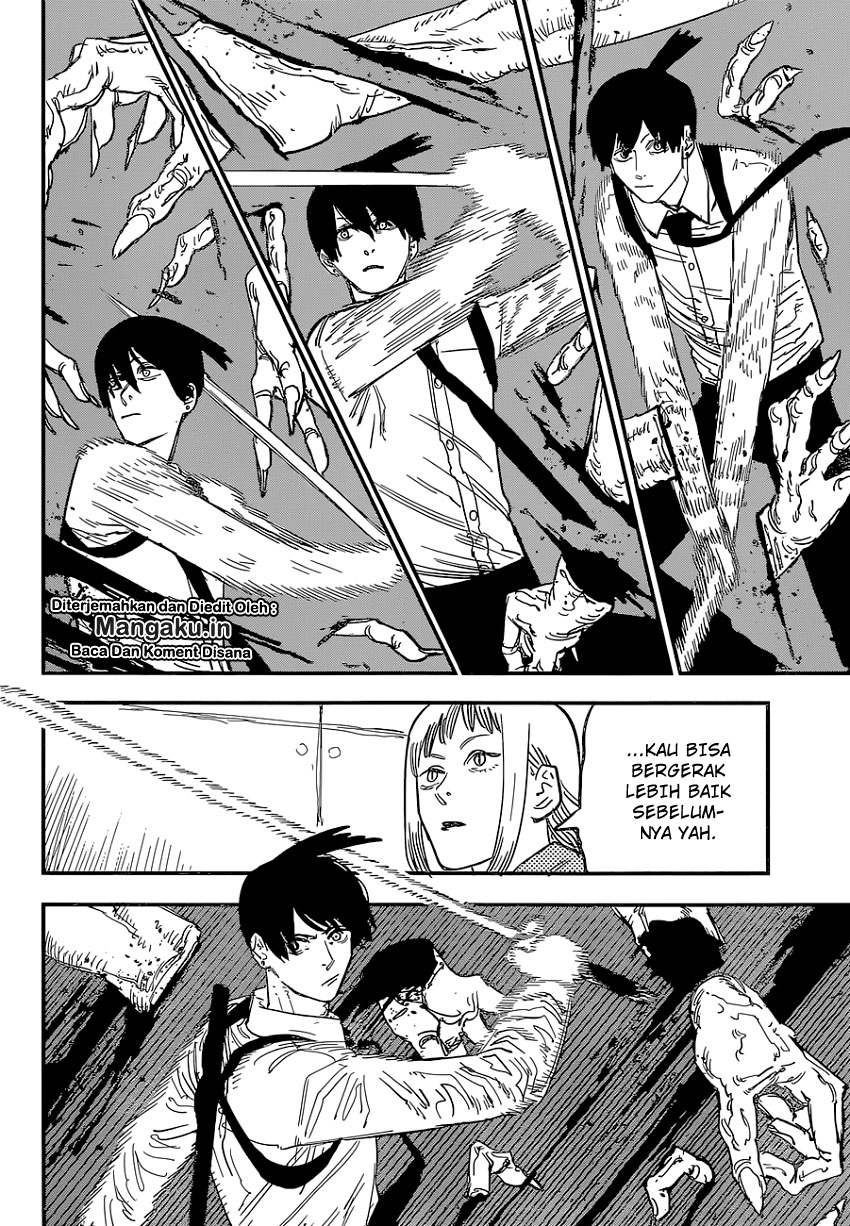 Diterjemahkan dan Diedit Oleh :
Mangaku.in
Baca Dan Koment Disana
...KAU BISA
BERGERAK
LEBIH BAIK
SEBELUM-
NYA YAH.